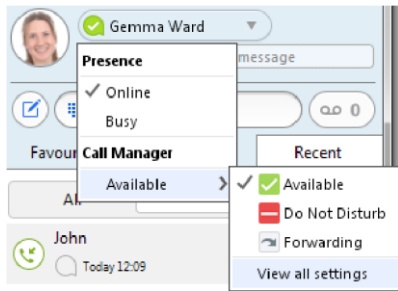 Gemma Ward
Presence
message
Online
Busy
0
Favou
Call Manager
Recent
Available
Available
Al
Do Not Disturb
John
Forwarding
Today 12:09
View all settings